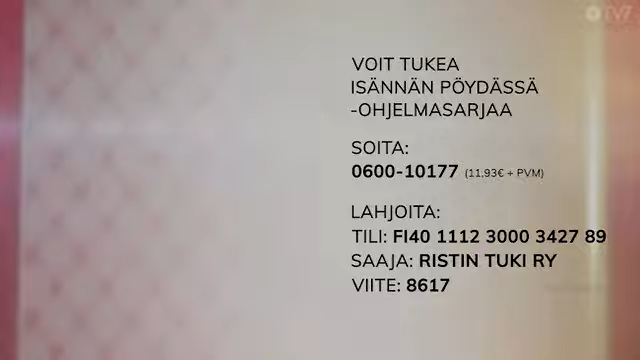 TV7
VOIT TUKEA
ISÄNNÄN PÖYDÄSSÄ
-OHJELMASARJAA
SOITA:
0600-10177 (11,93€ + PVM)
LAHJOITA:
TILI: FI40 1112 3000 3427 89
SAAJA: RISTIN TUKI RY
VIITE: 8617